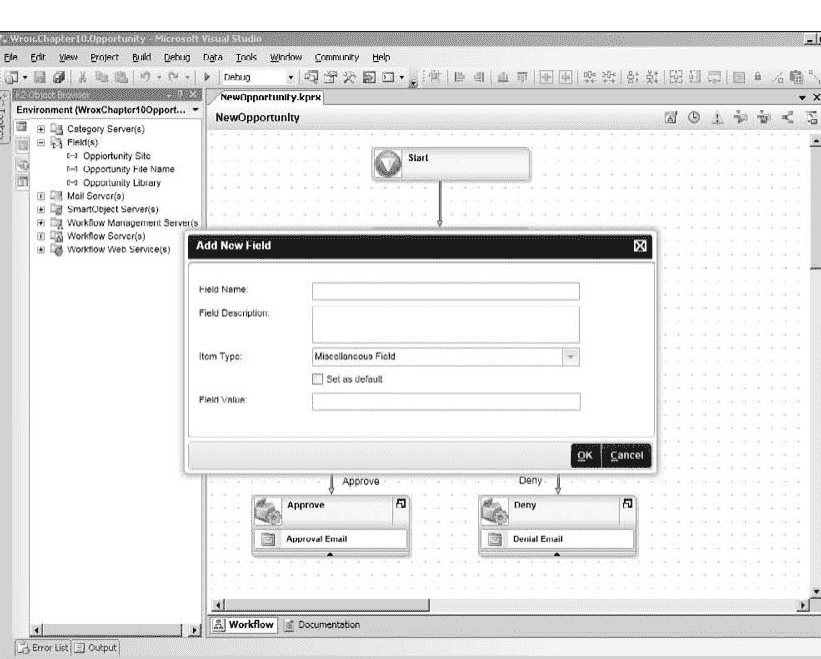 Wrox.Chapter10.Opportunity - Microsoft Visual Studio
File Edit View Project Build Debug Data Tools Window Community Help
Debug
K2 Object Browser
NewOpportunity.kprx
Environment (WroxChapter10Opport...
NewOpportunity
Category Server(s)
Field(s)
Oppiortunity Site
Opportunity File Name
Opportunity Library
Mail Server(s)
SmartObject Server(s)
Workflow Management Server(s
Workflow Server(s)
Workflow Web Service(s)
Start
Add New Field
Field Name:
Field Description:
Item Type:
Miscellaneous Field
Set as default
Field Value:
OK
Cancel
Approve
Deny
Approve
Approval Email
Deny
Denial Email
Workflow
Documentation
Error List
Output